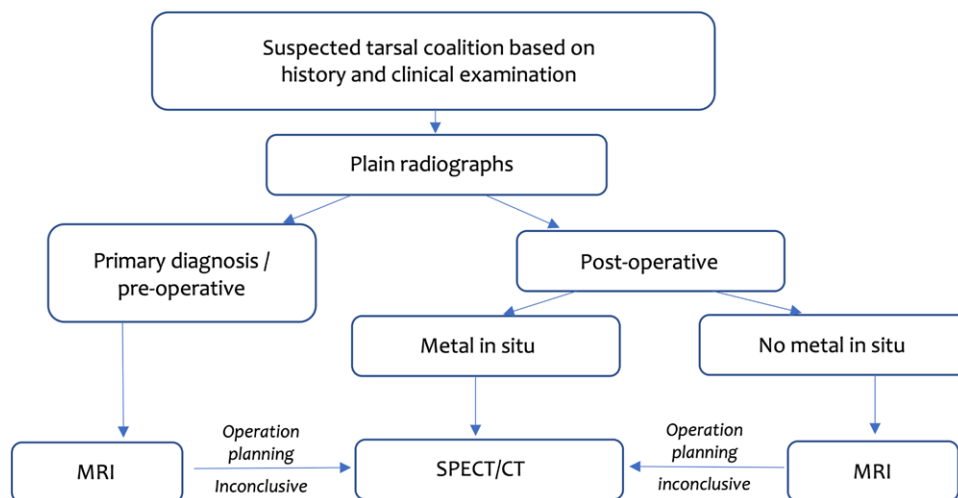 Suspected tarsal coalition based on
history and clinical examination
Plain radiographs
Primary diagnosis /
pre-operative
Post-operative
Metal in situ
No metal in situ
MRI
Operation
planning
Inconclusive
SPECT/CT
Operation
planning
inconclusive
MRI